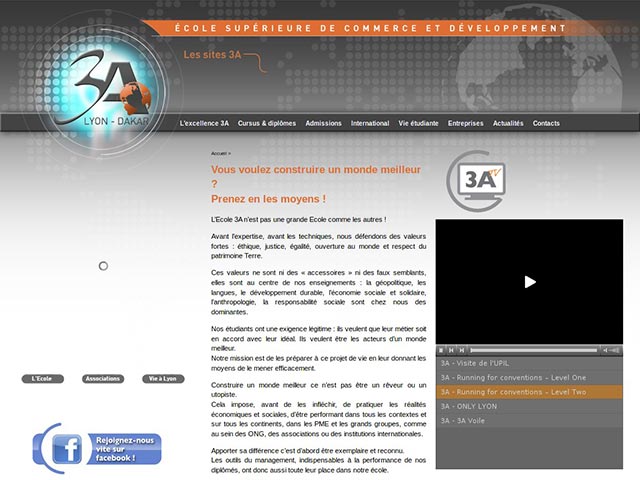 ÉCOLE SUPÉRIEURE DE COMMERCE ET DÉVELOPPEMENT
Les sites 3A
3A
LYON - DAKAR
L'excellence 3A Cursus & diplômes Admissions International Vie étudiante Entreprises Actualités Contacts
Accueil >
Vous voulez construire un monde meilleur
?
Prenez en les moyens !
L'Ecole 3A n'est pas une grande Ecole comme les autres !
Avant l'expertise, avant les techniques, nous défendons des valeurs
fortes : éthique, justice, égalité, ouverture au monde et respect du
patrimoine Terre.
Ces valeurs ne sont ni des « accessoires » ni des faux semblants,
elles sont au centre de nos enseignements : la géopolitique, les
langues, le développement durable, l'économie sociale et solidaire,
l'anthropologie, la responsabilité sociale sont chez nous des
dominantes.
Nos étudiants ont une exigence légitime : ils veulent que leur métier soit
en accord avec leur idéal. Ils veulent être les acteurs d'un monde
meilleur.
Notre mission est de les préparer à ce projet de vie en leur donnant les
moyens de le mener efficacement.
Construire un monde meilleur ce n'est pas être un rêveur ou un
utopiste.
Cela impose, avant de les infléchir, de pratiquer les réalités
économiques et sociales, d'être performant dans tous les contextes et
sur tous les continents, dans les PME et les grands groupes, comme
au sein des ONG, des associations ou des institutions internationales.
Apporter sa différence c'est d'abord être exemplaire et reconnu.
Les outils du management, indispensables à la performance de nos
diplômés, ont donc aussi toute leur place dans notre école.
3A TV
3A - Visite de l'UPIL
3A - Running for conventions - Level One
3A - Running for conventions - Level Two
3A - ONLY LYON
3A - 3A Voile
L'Ecole Associations Vie à Lyon
Rejoignez-nous
vite sur
facebook !